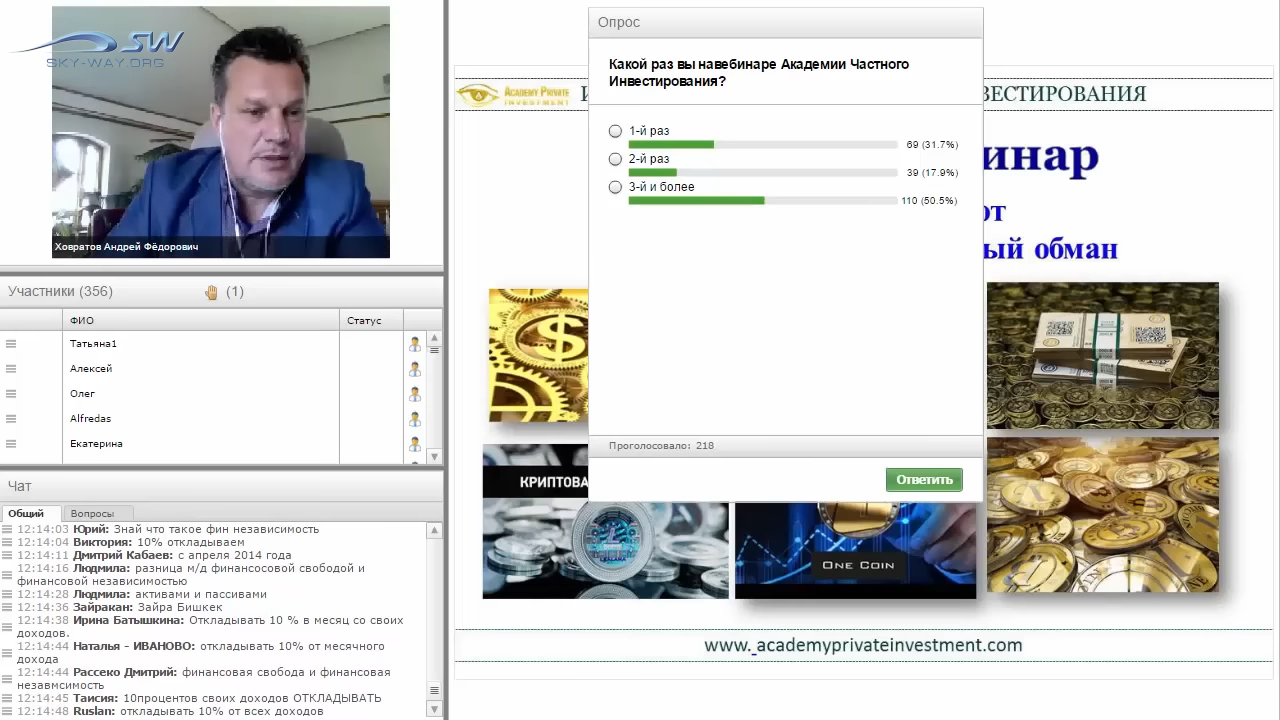 SW
SKY-WAY.ORG
Ховратов Андрей Фёдорович
Участники (356)
(1)
ФИО
Статус
Татьяна1
Алексей
Олег
Alfredas
Екатерина
Чат
Общий
Вопросы
12:14:03 Юрий: Знай что такое фин независимость
12:14:04 Виктория: 10% откладываем
12:14:11 Дмитрий Кабаев: с апреля 2014 года
12:14:16 Людмила: разница м/д финансосовой свободой и
финансовой независимостью
12:14:28 Людмила: активами и пассивами
12:14:36 Зайракан: Зайра Бишкек
12:14:38 Ирина Батышкина: Откладывать 10 % в месяц со своих
доходов.
12:14:44 Наталья - ИВАНОВО: откладывать 10% от месячного
дохода
12:14:44 Рассеко Дмитрий: финансовая свобода и финансовая
незавмсимость
12:14:45 Таисия: 10процентов своих доходов ОТКЛАДЫВАТЬ
12:14:48 Ruslan: откладывать 10% от всех доходов
Опрос
Какой раз вы навебинаре Академии Частного
Инвестирования?
1-й раз
69 (31.7%)
2-й раз
39 (17.9%)
3-й и более
110 (50.5%)
Проголосовало: 218
Ответить
ACADEMY PRIVATE
INVESTMENT
И
ВЕСТИРОВАНИЯ
инар
от
ый обман
КРИПТОВА
ONE COIN
www. academyprivateinvestment.com